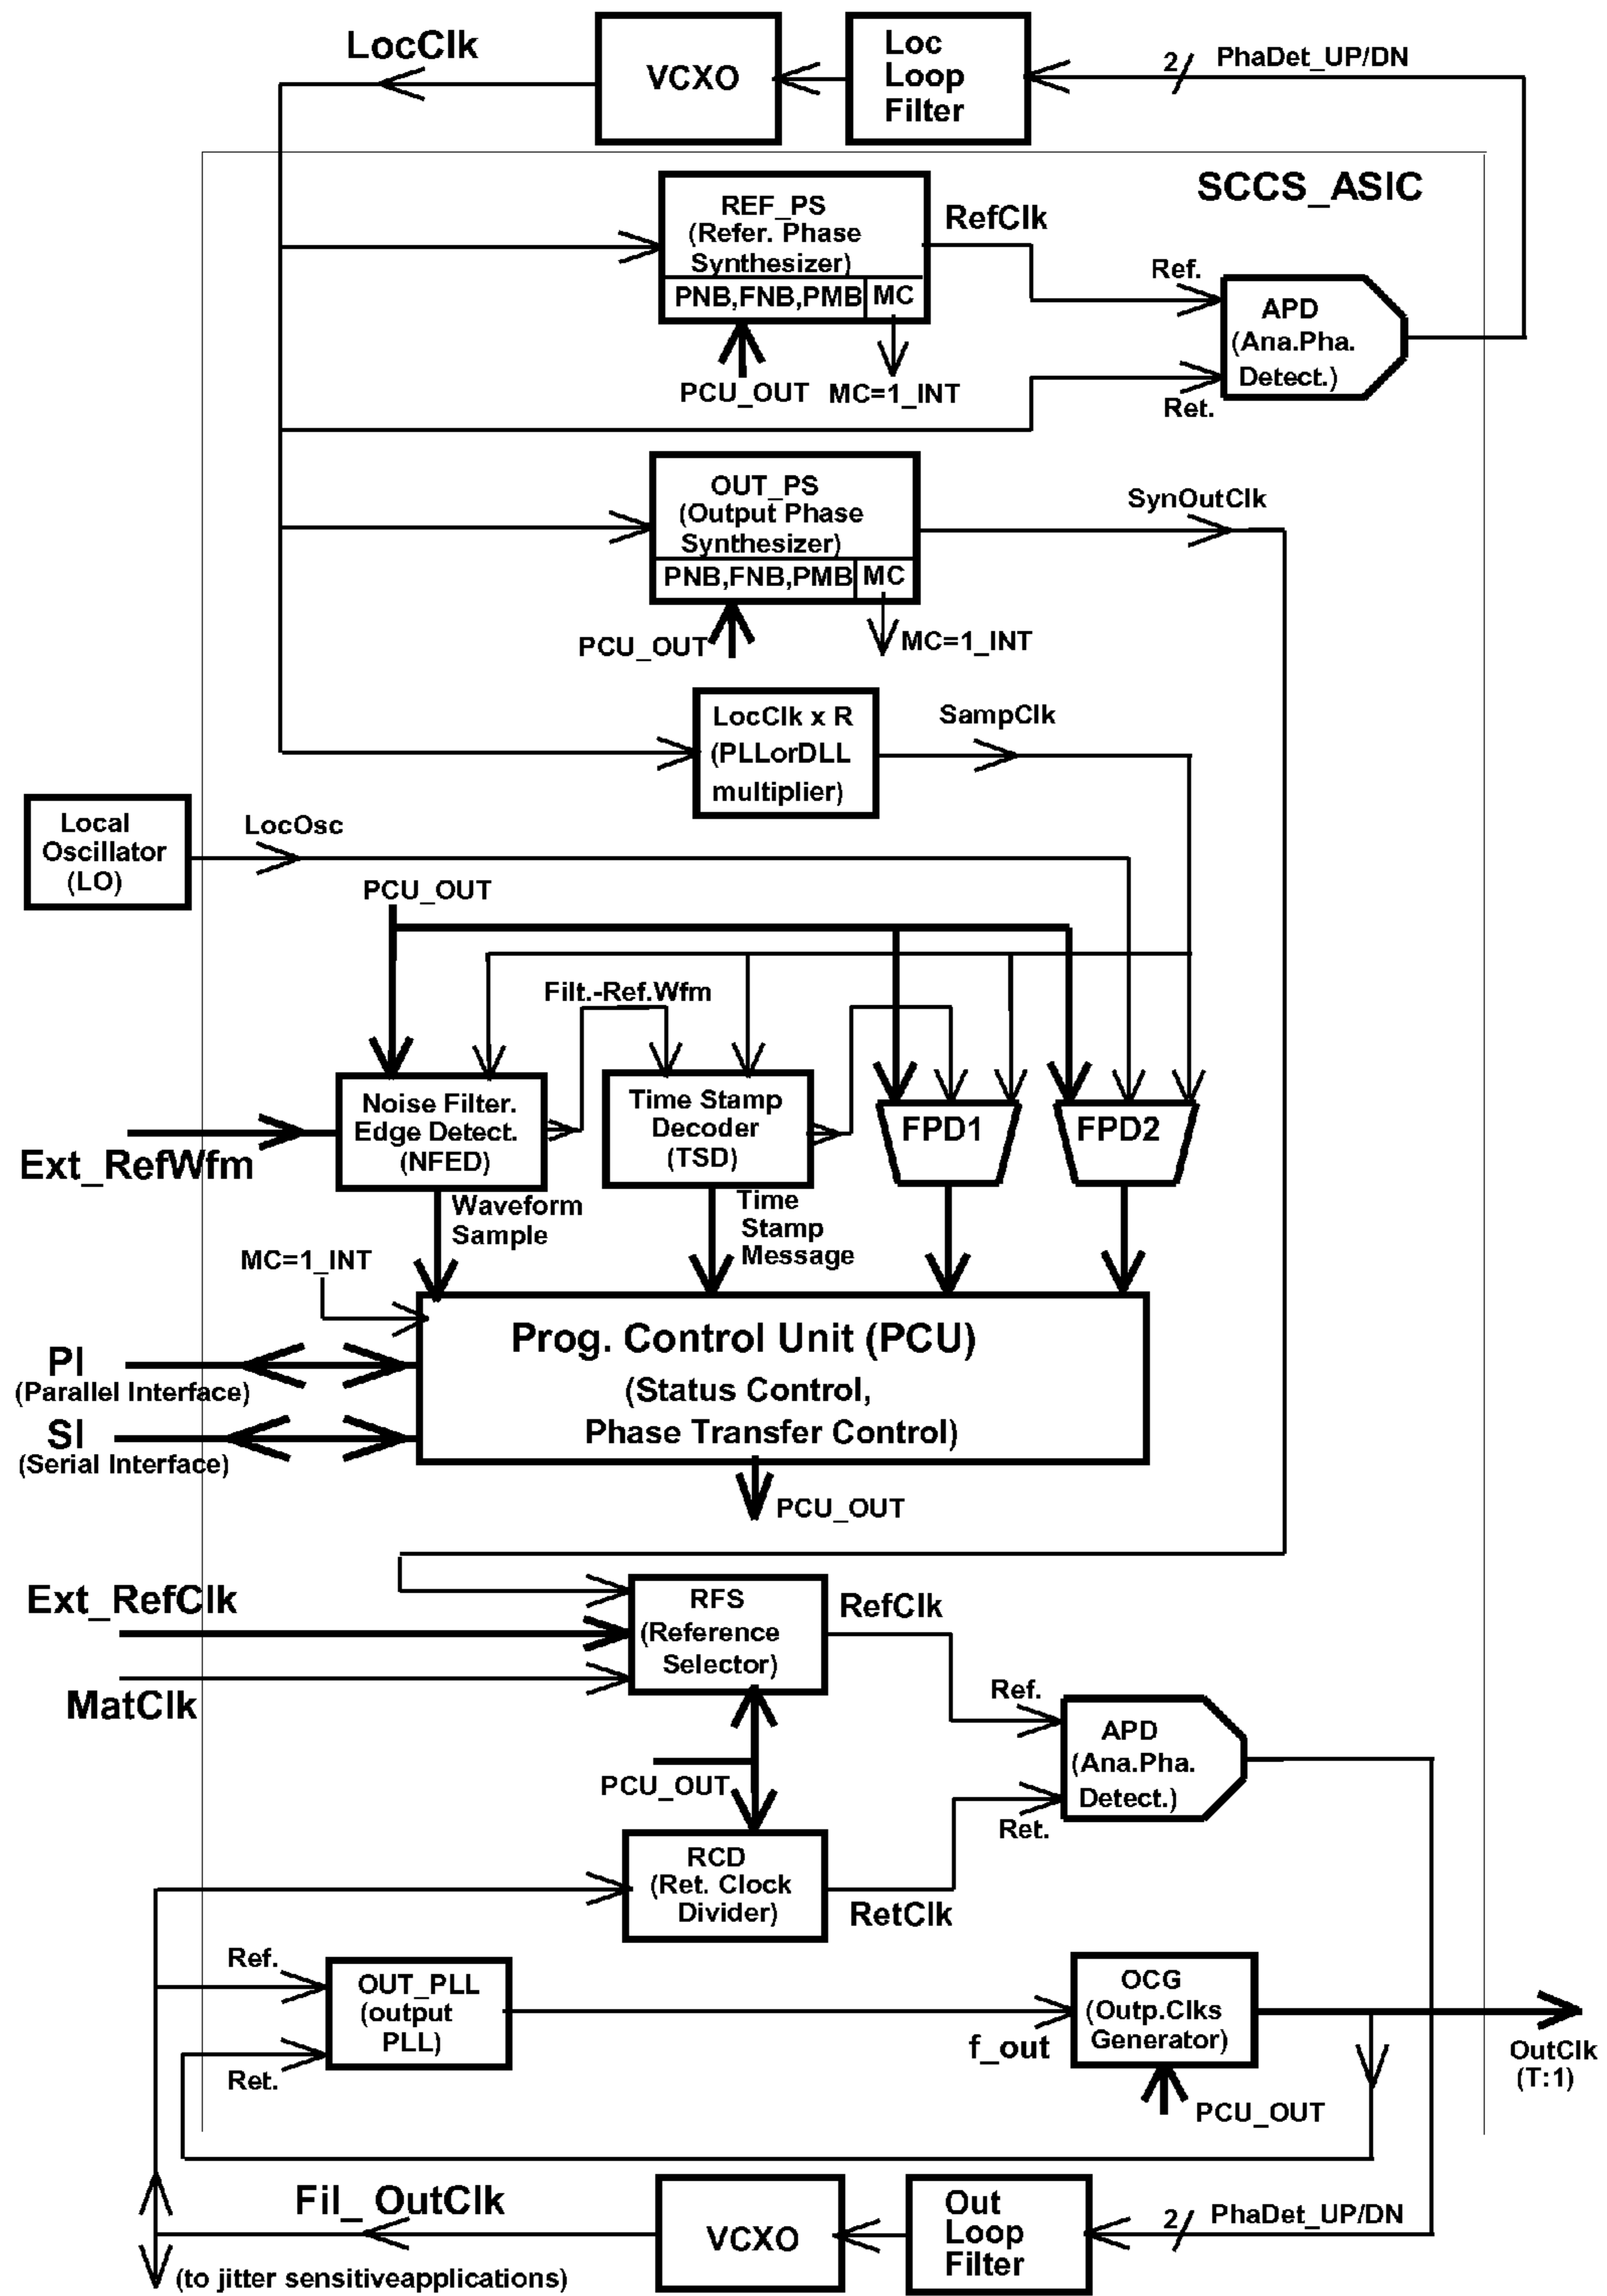 LocClk
VCXO
Loc
Loop
Filter
2/
PhaDet_UP/DN
SCCS_ASIC
REF_PS
(Refer. Phase
Synthesizer)
PNB,FNB,PMB
MC
RefClk
PCU_OUT
MC=1_INT
Ref.
Ret.
APD
(Ana.Pha.
Detect.)
OUT_PS
(Output Phase
Synthesizer)
PNB,FNB,PMB
MC
SynOutClk
PCU_OUT
MC=1_INT
LocClk x R
(PLLorDLL
multiplier)
SampClk
Local
Oscillator
(LO)
LocOsc
PCU_OUT
Filt.-Ref.Wfm
Noise Filter.
Edge Detect.
(NFED)
Time Stamp
Decoder
(TSD)
FPD1
FPD2
Ext_RefWfm
Waveform
Sample
Time
Stamp
Message
MC=1_INT
Prog. Control Unit (PCU)
(Status Control,
Phase Transfer Control)
PI
(Parallel Interface)
SI
(Serial Interface)
PCU_OUT
Ext_RefClk
MatClk
RFS
(Reference
Selector)
RefClk
PCU_OUT
Ref.
Ret.
APD
(Ana.Pha.
Detect.)
RCD
(Ret. Clock
Divider)
RetClk
Ref.
Ret.
OUT_PLL
(output
PLL)
f_out
OCG
(Outp.Clks
Generator)
PCU_OUT
OutClk
(T:1)
Fil_ OutClk
(to jitter sensitiveapplications)
VCXO
Out
Loop
Filter
2/
PhaDet_UP/DN